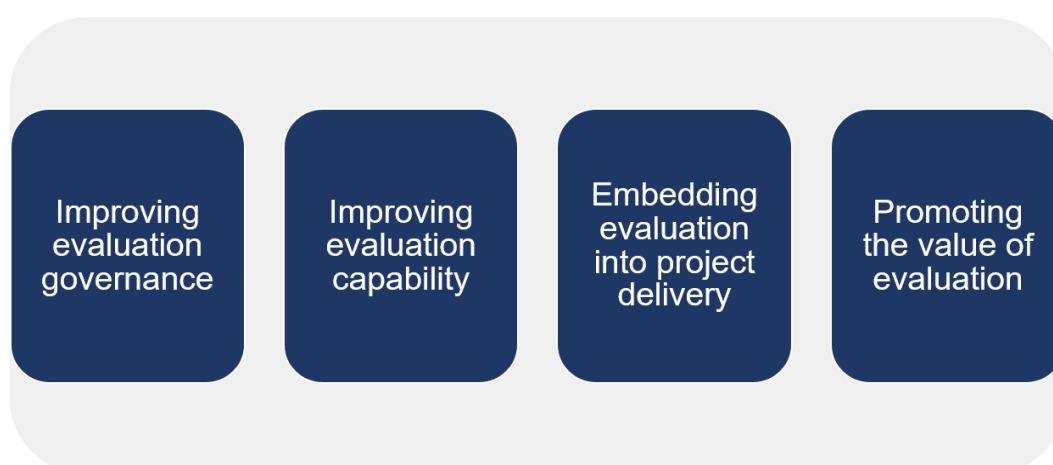 Improving
evaluation
governance
Improving
evaluation
capability
Embedding
evaluation
into project
delivery
Promoting
the value of
evaluation